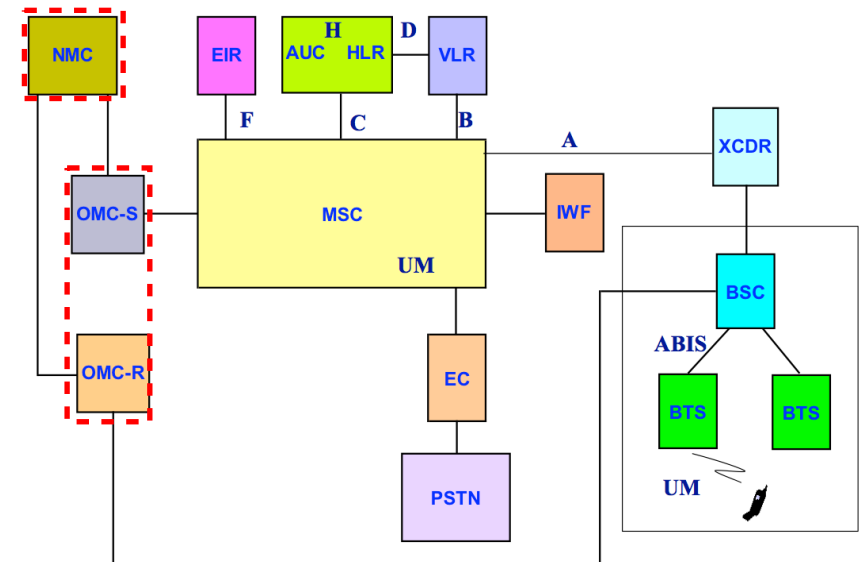 H
D
NMC
EIR
AUC HLR
VLR
F
C
B
A
XCDR
OMC-S
MSC
IWF
UM
BSC
ABIS
OMC-R
EC
BTS
BTS
UM
PSTN